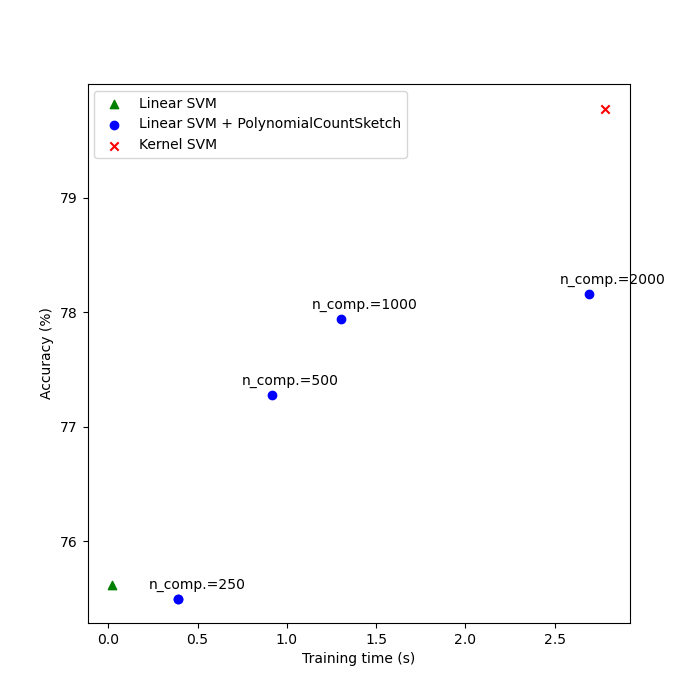 Linear SVM
Linear SVM + PolynomialCountSketch
Kernel SVM
79
n_comp.=2000
78
n_comp.=1000
n_comp.=500
77
76
n_comp.=250
Accuracy (%)
0.0 0.5 1.0 1.5 2.0 2.5
Training time (s)